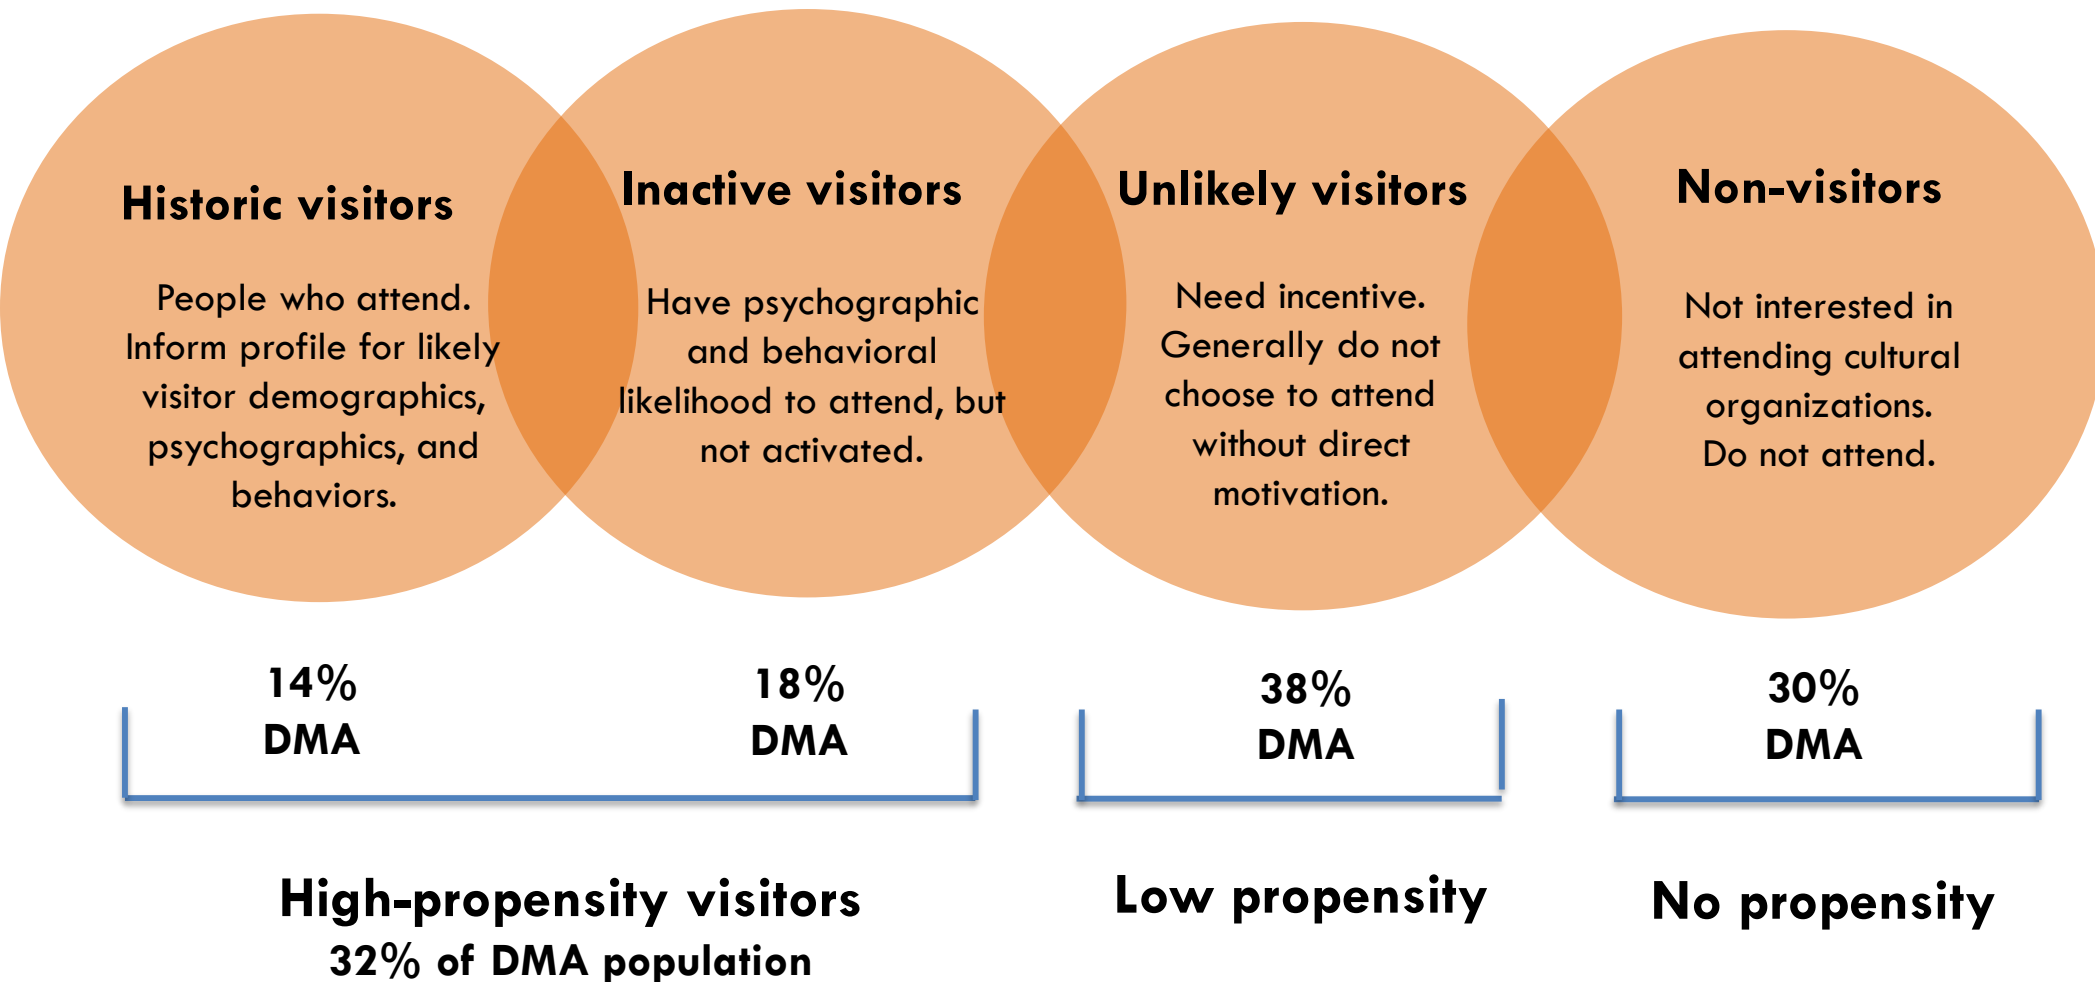 Historic visitors
People who attend.
Inform profile for likely
visitor demographics,
psychographics, and
behaviors.
Inactive visitors
Have psychographic
and behavioral
likelihood to attend, but
not activated.
Unlikely visitors
Need incentive.
Generally do not
choose to attend
without direct
motivation.
Non-visitors
Not interested in
attending cultural
organizations.
Do not attend.
14%
DMA
18%
DMA
38%
DMA
30%
DMA
High-propensity visitors
32% of DMA population
Low propensity
No propensity